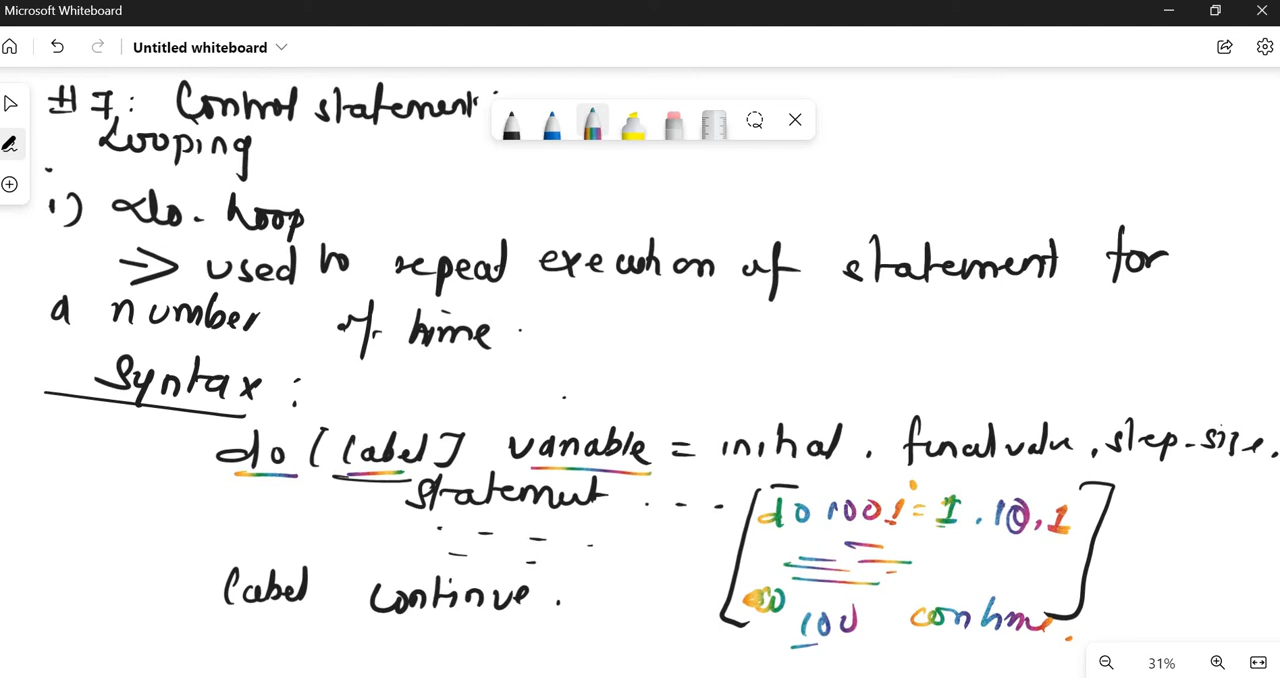 Microsoft Whiteboard
Untitled whiteboard
#7: Control statement:
Looping
i) Do-Loop
=> used to repeat execution of statement for
a number of time.
Syntax:
do [label] variable = initial, final value, step-size.
statement ...
do 100 i = 1, 10, 1
label continue.
100 continue.
31%